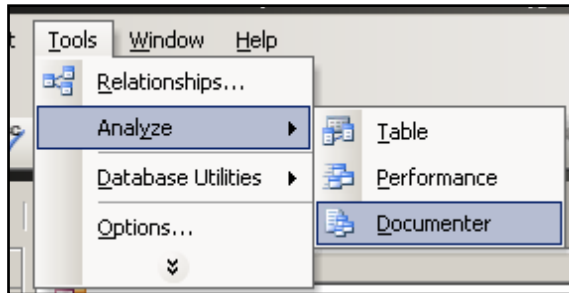 Tools Window Help
Relationships...
Analyze
Table
Database Utilities
Performance
Options...
Documenter